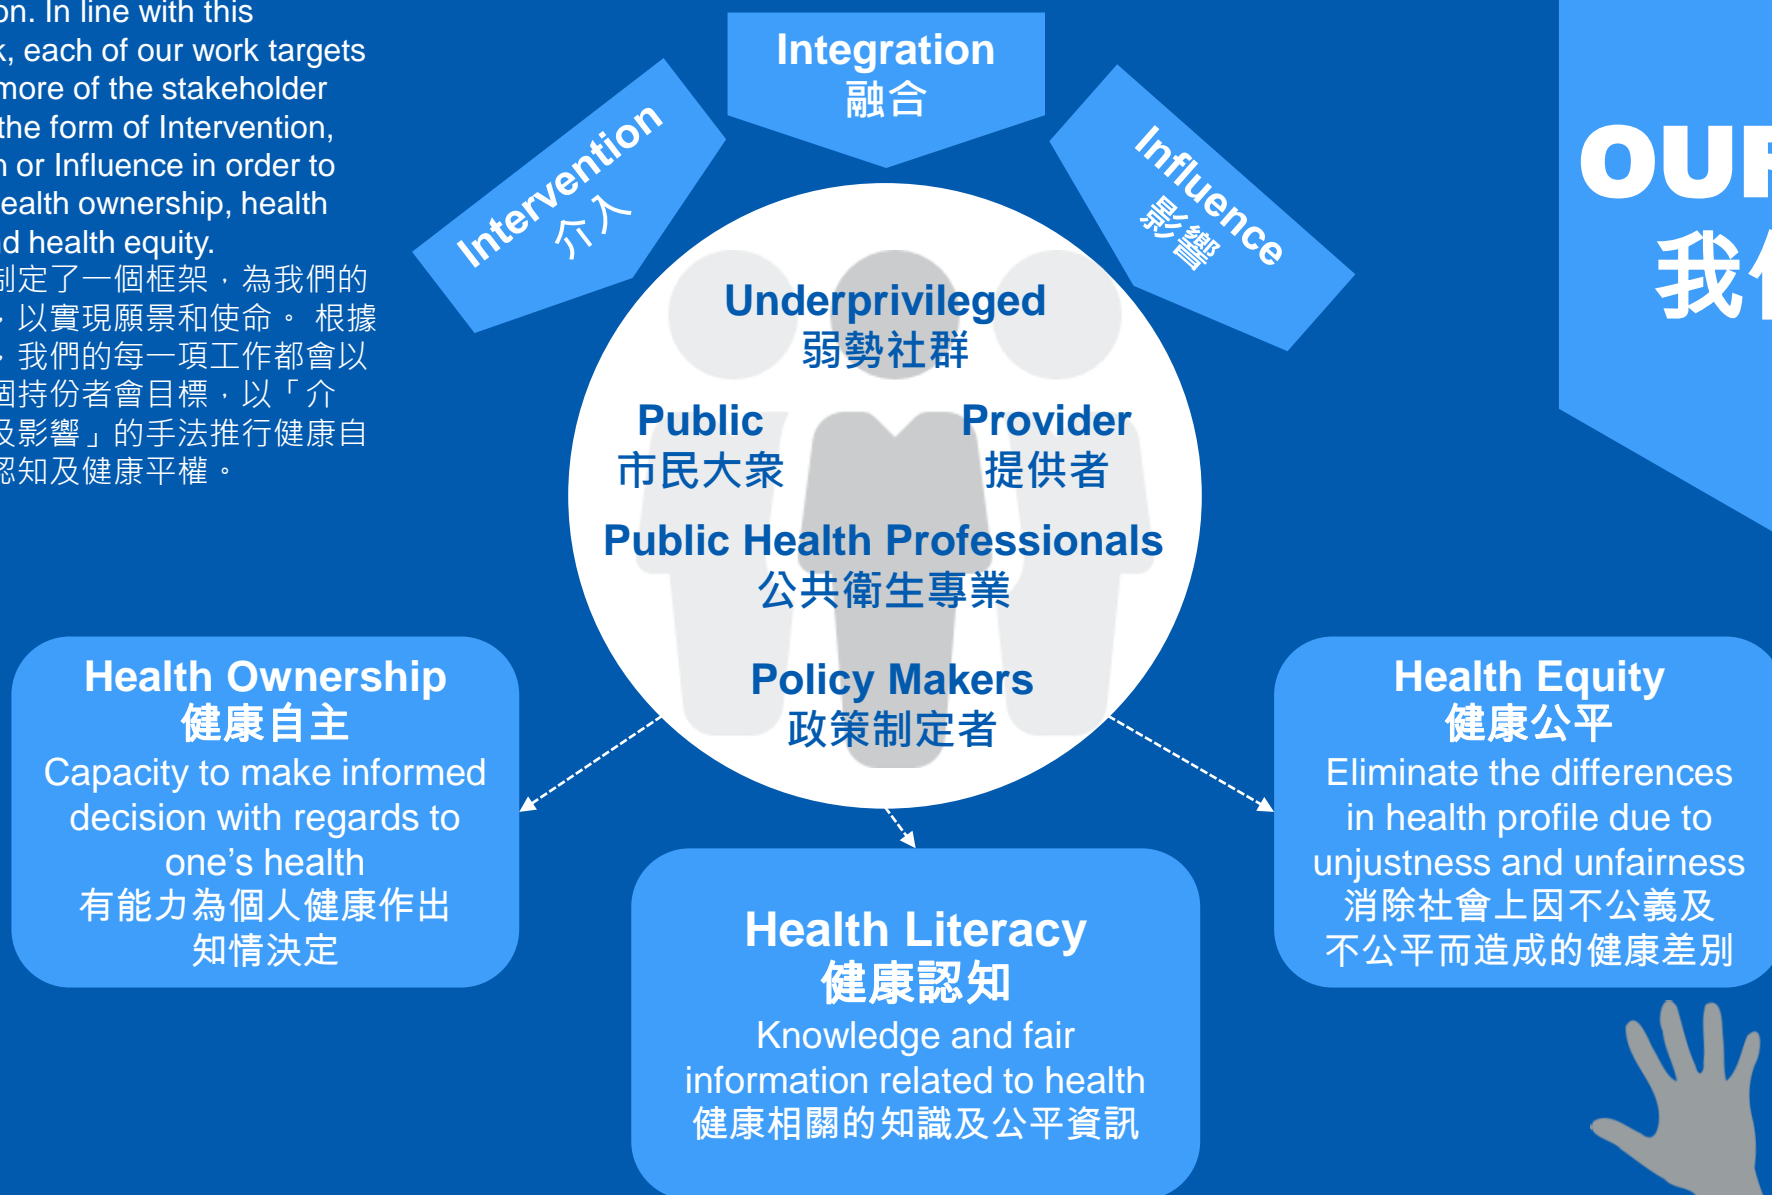 on. In line with this
k, each of our work targets
more of the stakeholder
the form of Intervention,
n or Influence in order to
ealth ownership, health
nd health equity.
制定了一個框架，為我們的
，以實現願景和使命。 根據
，我們的每一項工作都會以
個持份者會目標，以「介
及影響」的手法推行健康自
認知及健康平權。
Intervention
介入
Integration
融合
Influence
影響
OUR
我們
Underprivileged
弱勢社群
Public
市民大衆
Provider
提供者
Public Health Professionals
公共衛生專業
Policy Makers
政策制定者
Health Ownership
健康自主
Capacity to make informed
decision with regards to
one’s health
有能力為個人健康作出
知情決定
Health Literacy
健康認知
Knowledge and fair
information related to health
健康相關的知識及公平資訊
Health Equity
健康公平
Eliminate the differences
in health profile due to
unjustness and unfairness
消除社會上因不公義及
不公平而造成的健康差別